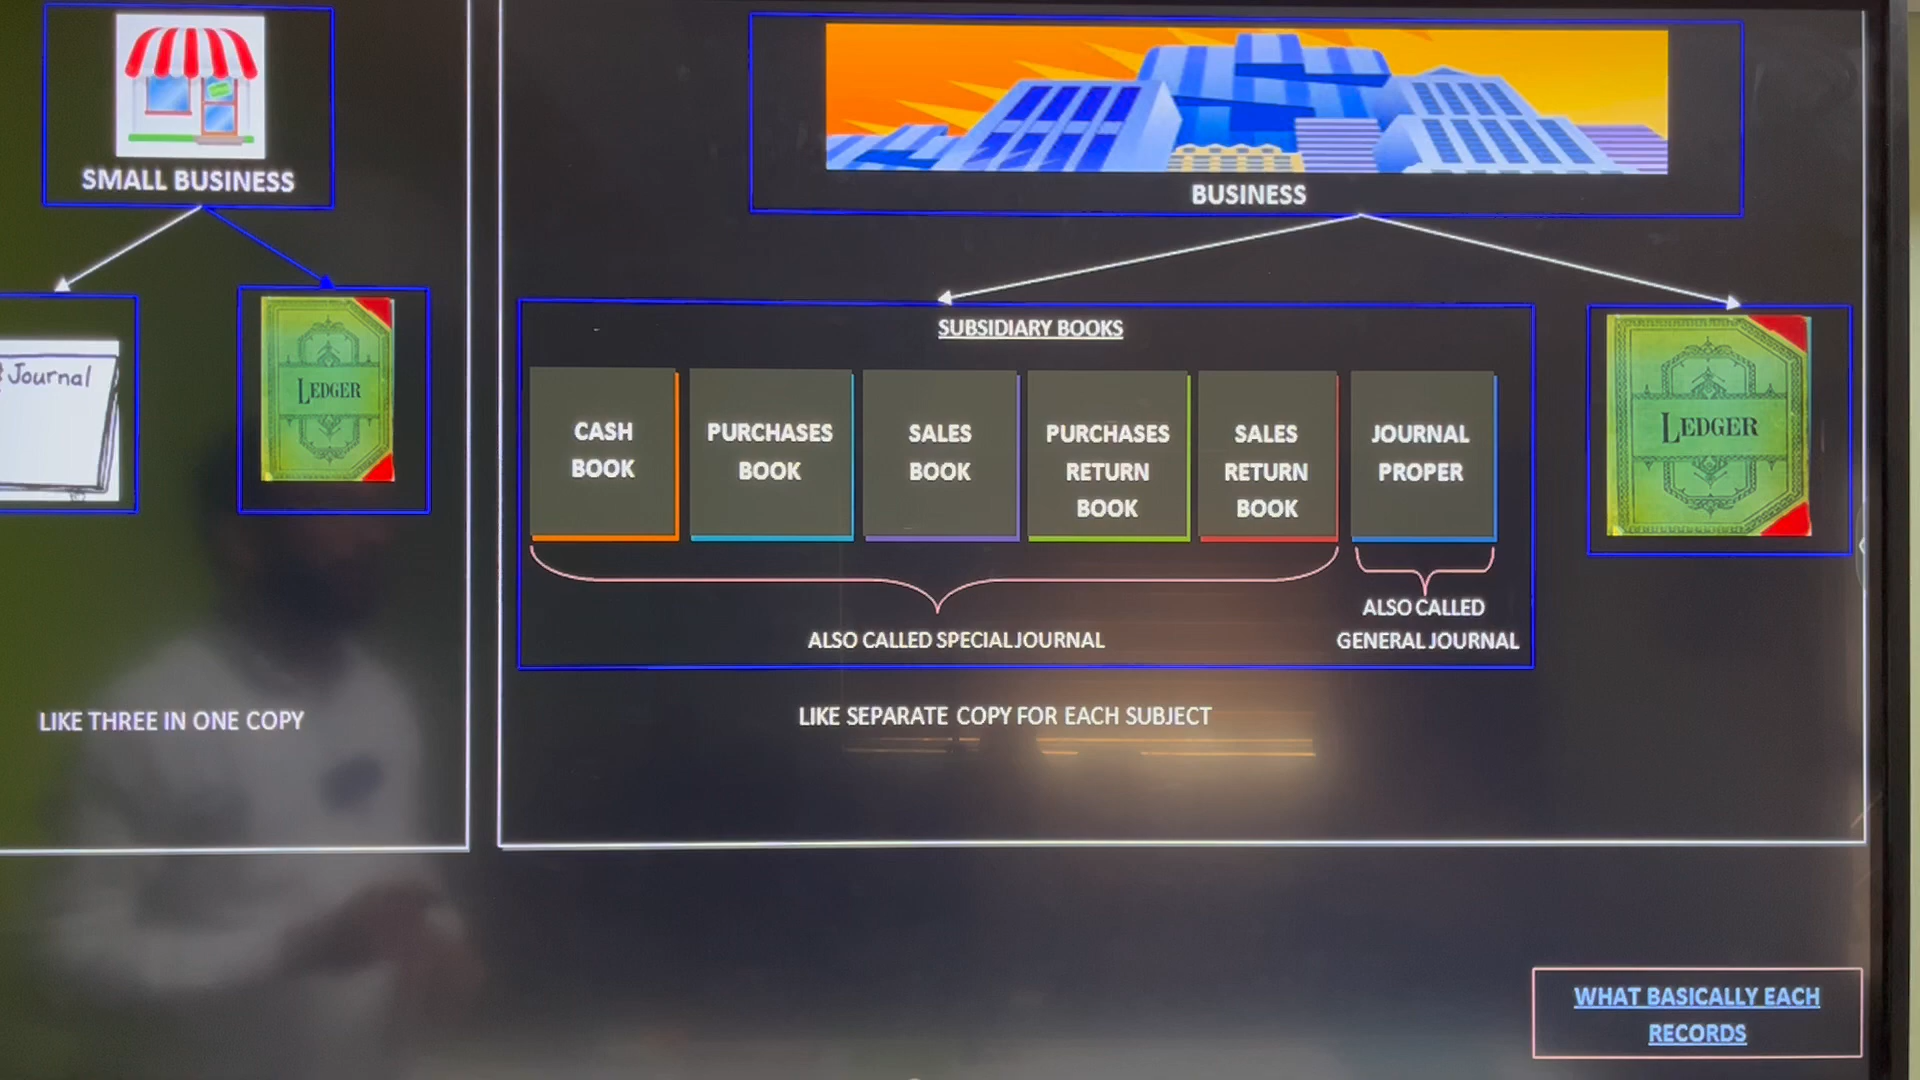 SMALL BUSINESS
Journal
LEDGER
LIKE THREE IN ONE COPY
BUSINESS
SUBSIDIARY BOOKS
CASH
BOOK
PURCHASES
BOOK
SALES
BOOK
PURCHASES
RETURN
BOOK
SALES
RETURN
BOOK
JOURNAL
PROPER
ALSO CALLED SPECIAL JOURNAL
ALSO CALLED
GENERAL JOURNAL
LIKE SEPARATE COPY FOR EACH SUBJECT
LEDGER
WHAT BASICALLY EACH
RECORDS